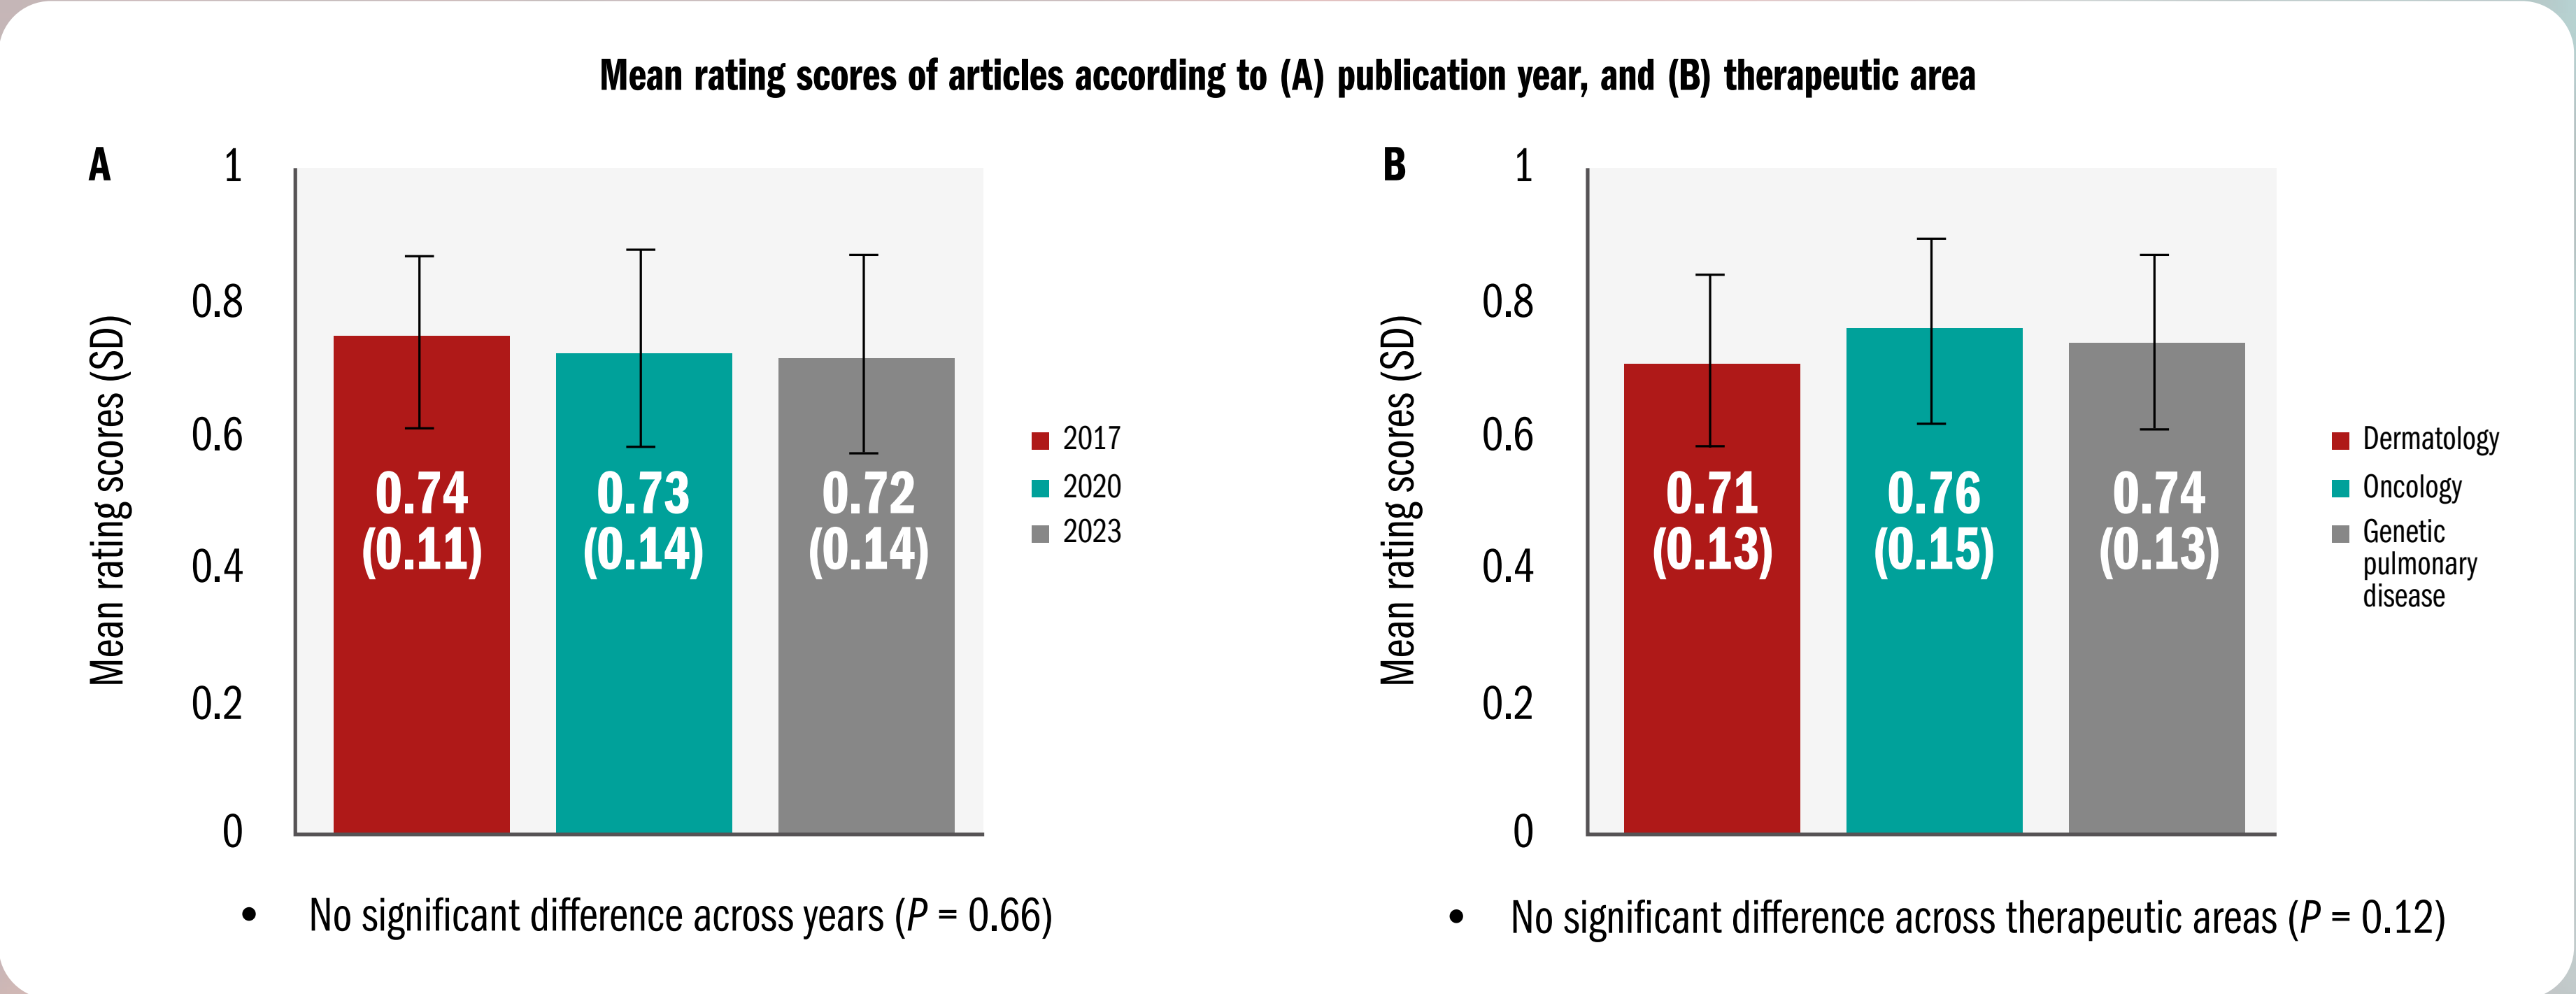 Mean rating scores of articles according to (A) publication year, and (B) therapeutic area
A
Mean rating scores (SD)
1
0.8
0.6
0.4
0.2
0
0.74
(0.11)
0.73
(0.14)
0.72
(0.14)
2017
2020
2023
• No significant difference across years (P = 0.66)
B
Mean rating scores (SD)
1
0.8
0.6
0.4
0.2
0
0.71
(0.13)
0.76
(0.15)
0.74
(0.13)
Dermatology
Oncology
Genetic
pulmonary
disease
• No significant difference across therapeutic areas (P = 0.12)